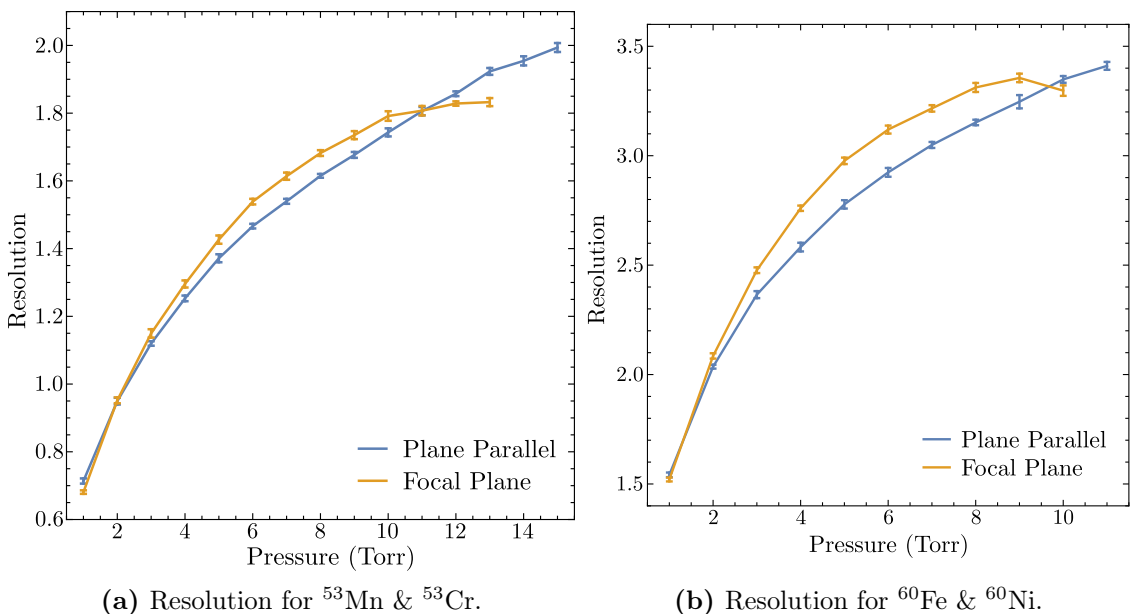 2.0
1.8
1.6
1.4
1.2
1.0
0.8
0.6
Resolution
2 4 6 8 10 12 14
Pressure (Torr)
Plane Parallel
Focal Plane
(a) Resolution for ⁵³Mn & ⁵³Cr.
3.5
3.0
2.5
2.0
1.5
Resolution
2 4 6 8 10
Pressure (Torr)
Plane Parallel
Focal Plane
(b) Resolution for ⁶⁰Fe & ⁶⁰Ni.